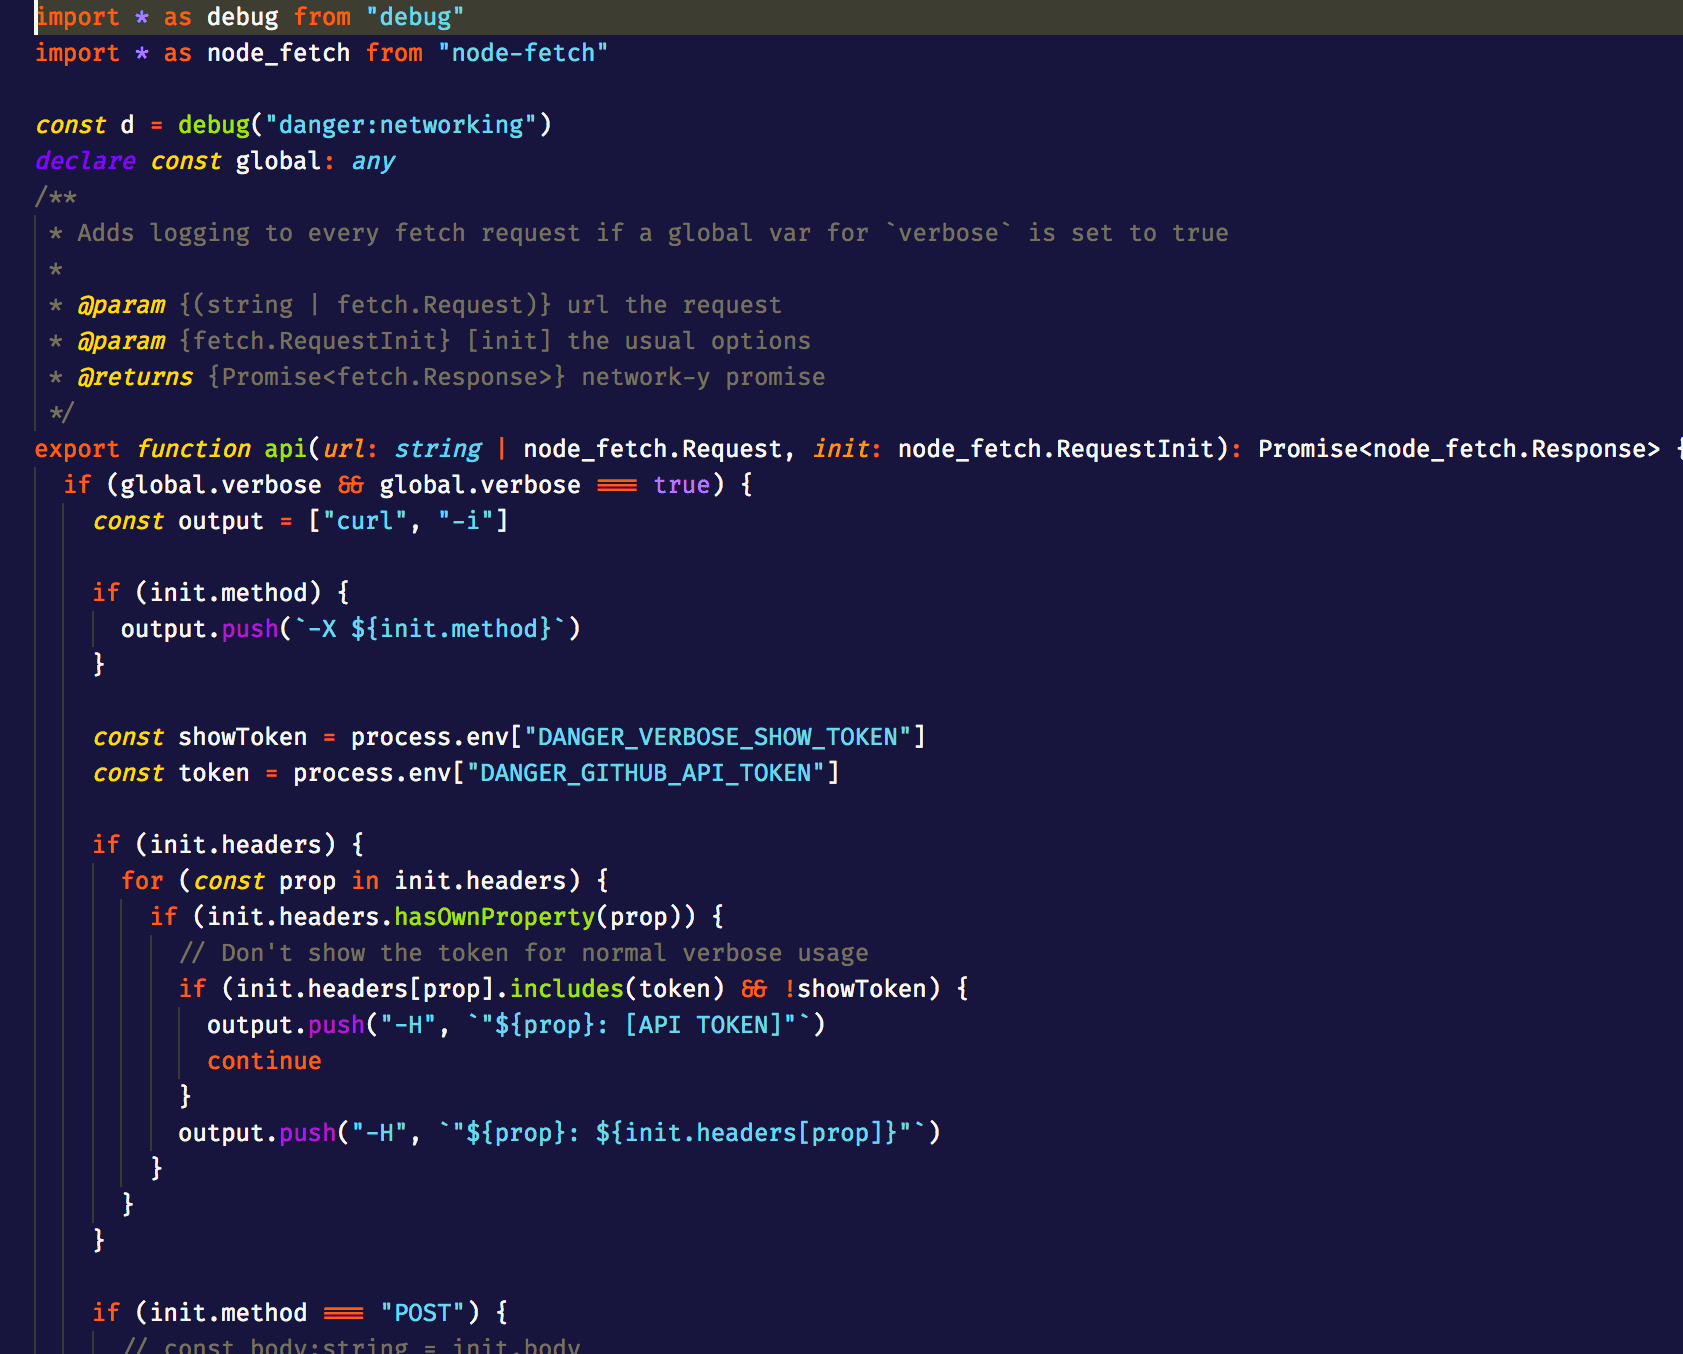 import * as debug from "debug"
import * as node_fetch from "node-fetch"
const d = debug("danger:networking")
declare const global: any
/**
* Adds logging to every fetch request if a global var for `verbose` is set to true
*
* @param {(string | fetch.Request)} url the request
* @param {fetch.RequestInit} [init] the usual options
* @returns {Promise<fetch.Response>} network-y promise
*/
export function api(url: string | node_fetch.Request, init: node_fetch.RequestInit): Promise<node_fetch.Response> {
if (global.verbose && global.verbose === true) {
const output = ["curl", "-i"]
if (init.method) {
output.push(`-X ${init.method}`)
}
const showToken = process.env["DANGER_VERBOSE_SHOW_TOKEN"]
const token = process.env["DANGER_GITHUB_API_TOKEN"]
if (init.headers) {
for (const prop in init.headers) {
if (init.headers.hasOwnProperty(prop)) {
// Don't show the token for normal verbose usage
if (init.headers[prop].includes(token) && !showToken) {
output.push("-H", `"${prop}: [API TOKEN]"`)
continue
}
output.push("-H", `"${prop}: ${init.headers[prop]}"`)
}
}
}
if (init.method === "POST") {
// const body:string = init.body